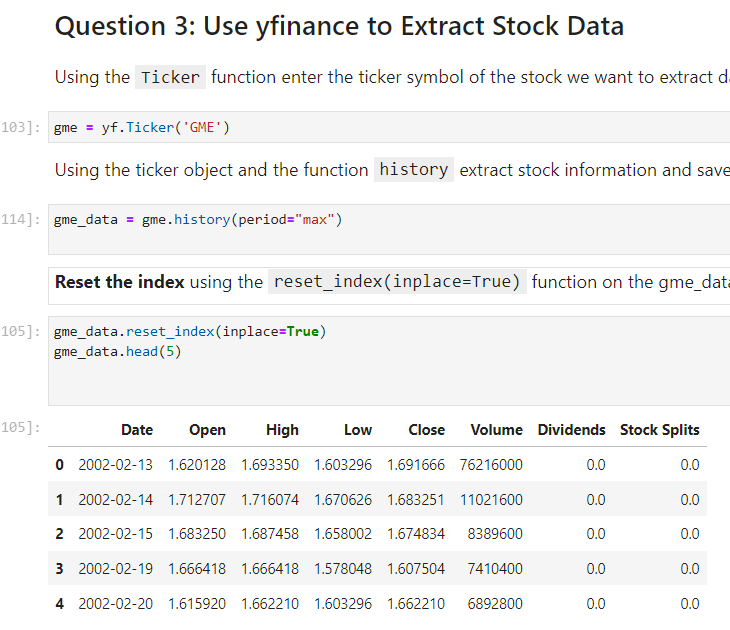 Question 3: Use yfinance to Extract Stock Data
Using the Ticker function enter the ticker symbol of the stock we want to extract
103]: gme = yf.Ticker('GME')
Using the ticker object and the function history extract stock information and save
114]: gme_data = gme.history(period="max")
Reset the index using the reset_index(inplace=True) function on the
105]: gme_data.reset_index(inplace=True)
gme_data.head(5)
105]: Date Open High Low Close Volume Dividends Stock Splits
0 2002-02-13 1.620128 1.693350 1.603296 1.691666 76216000 0.0 0.0
1 2002-02-14 1.712707 1.716074 1.670626 1.683251 11021600 0.0 0.0
2 2002-02-15 1.683250 1.687458 1.658002 1.674834 8389600 0.0 0.0
3 2002-02-19 1.666418 1.666418 1.578048 1.607504 7410400 0.0 0.0
4 2002-02-20 1.615920 1.662210 1.603296 1.662210 6892800 0.0 0.0